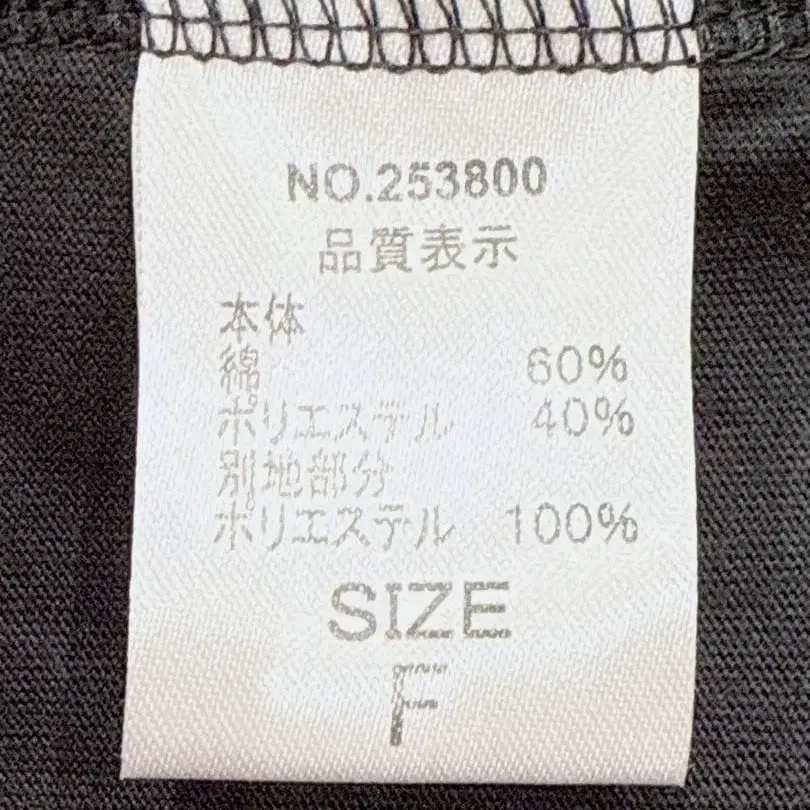 NO.253800
品質表示
本体
綿 60%
ポリエステル 40%
別地部分
ポリエステル 100%
SIZE
F